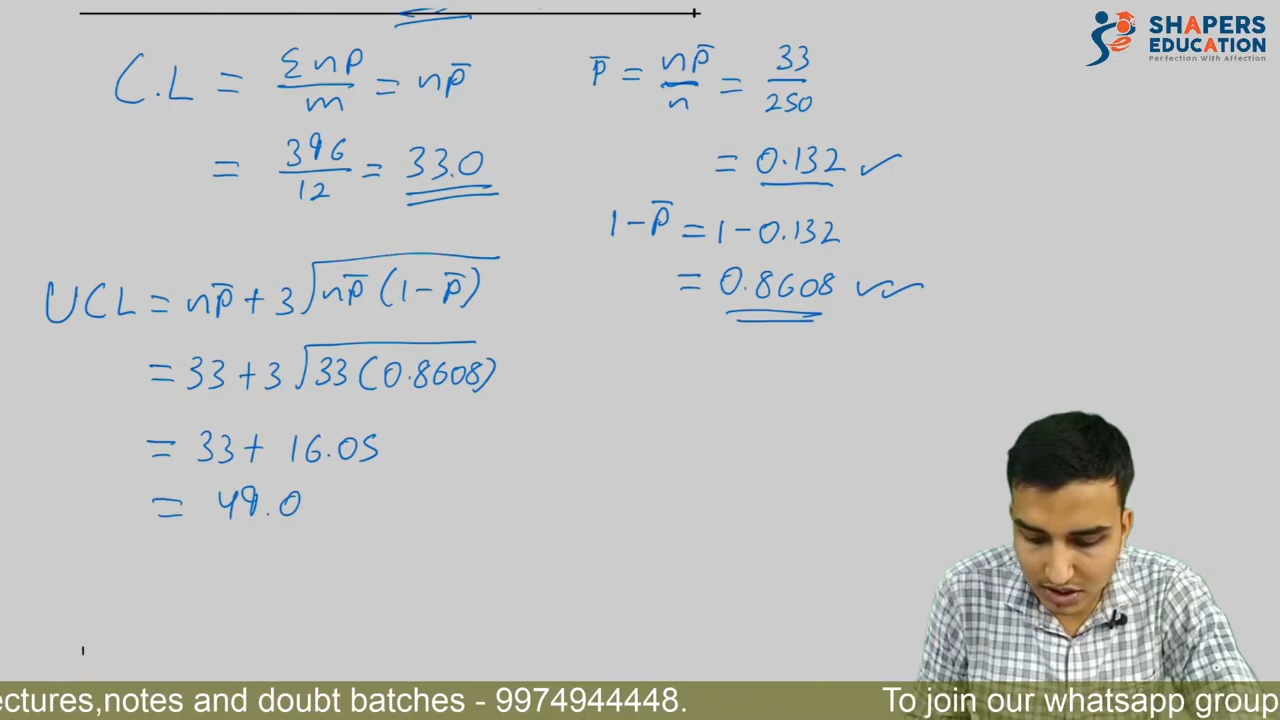 SHAPERS
EDUCATION
Perfection With Affection
C.L = Σnp / m = np̄
= 396 / 12 = 33.0
p̄ = np̄ / n = 33 / 250
= 0.132 ✓
1 - p̄ = 1 - 0.132
= 0.8608 ✓✓
UCL = np̄ + 3√np̄(1 - p̄)
= 33 + 3√33(0.8608)
= 33 + 16.05
= 49.0
ectures,notes and doubt batches - 9974944448. To join our whatsapp group